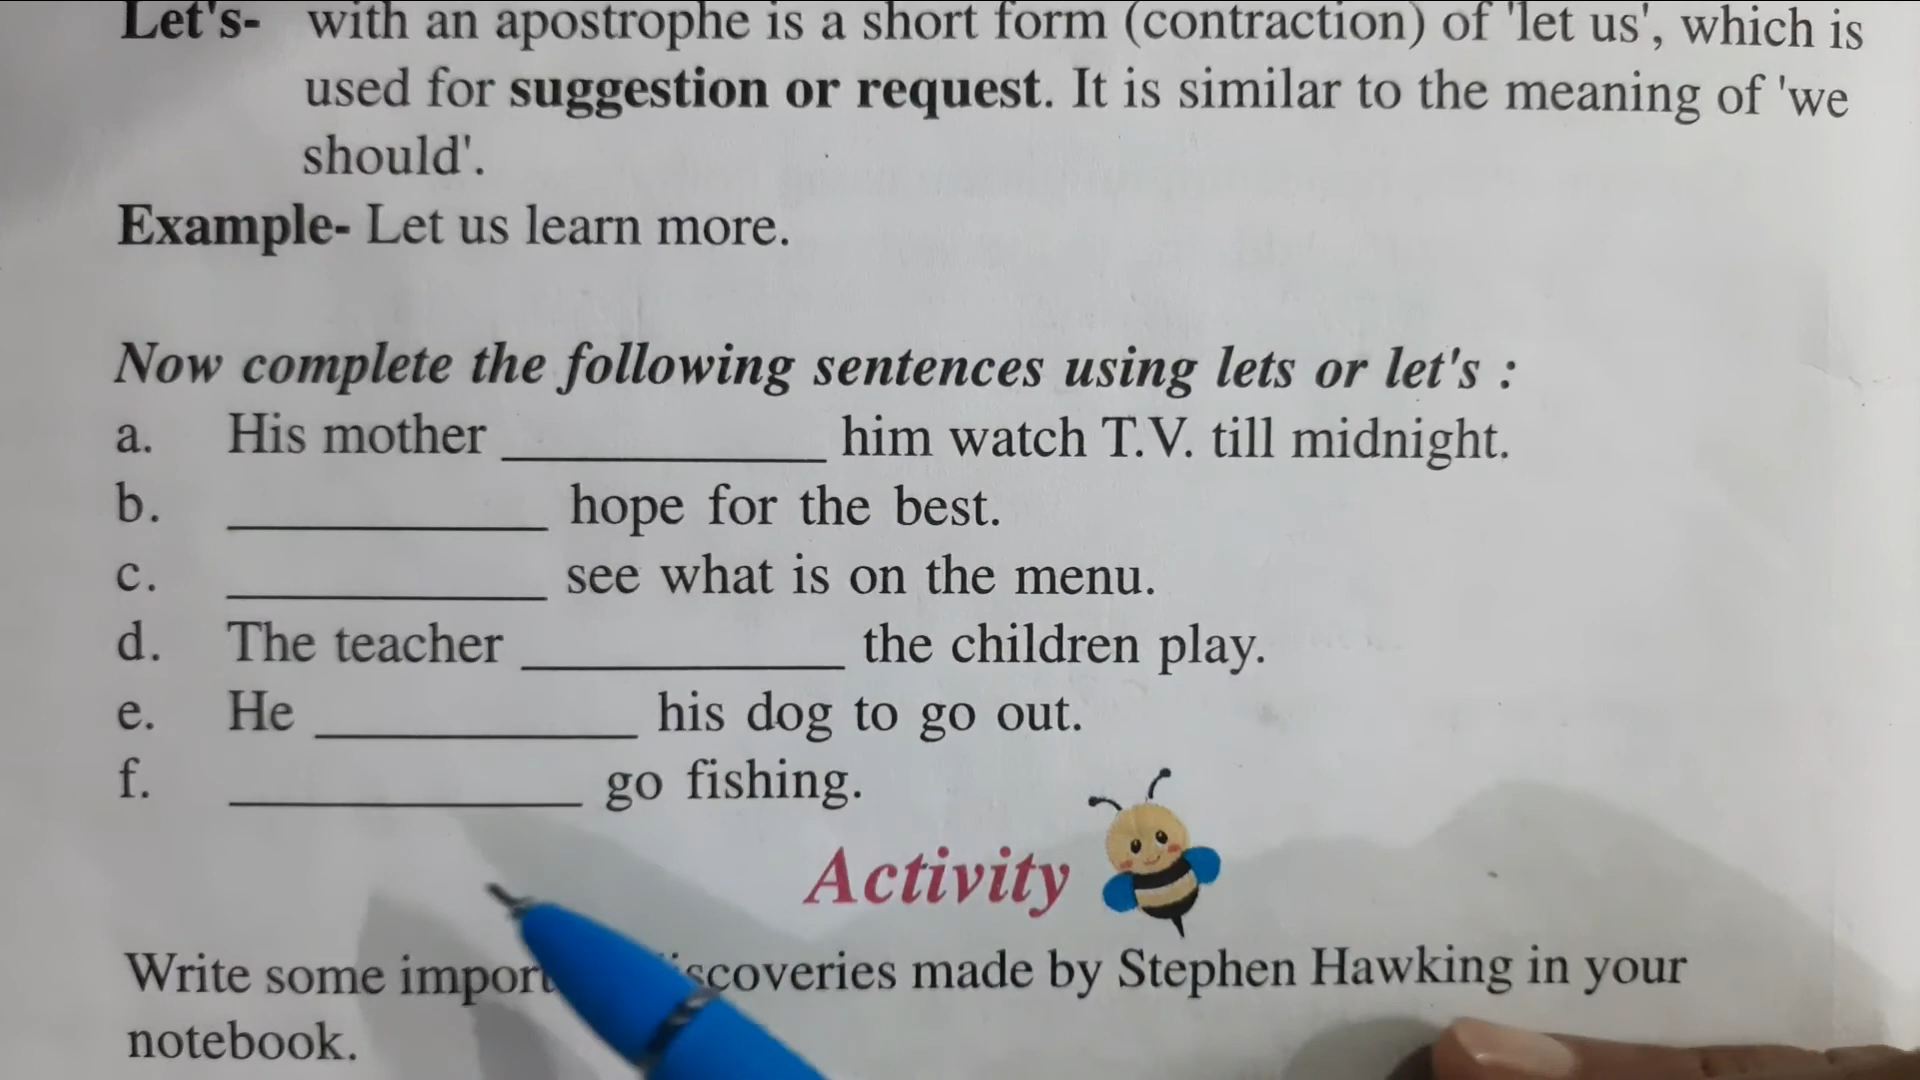 Let's- with an apostrophe is a short form (contraction) of 'let us', which is
used for suggestion or request. It is similar to the meaning of 'we
should'.
Example- Let us learn more.
Now complete the following sentences using lets or let's :
a. His mother ____________ him watch T.V. till midnight.
b. ____________ hope for the best.
c. ____________ see what is on the menu.
d. The teacher ____________ the children play.
e. He ____________ his dog to go out.
f. ____________ go fishing.
Activity
Write some made by Stephen Hawking in your
notebook.